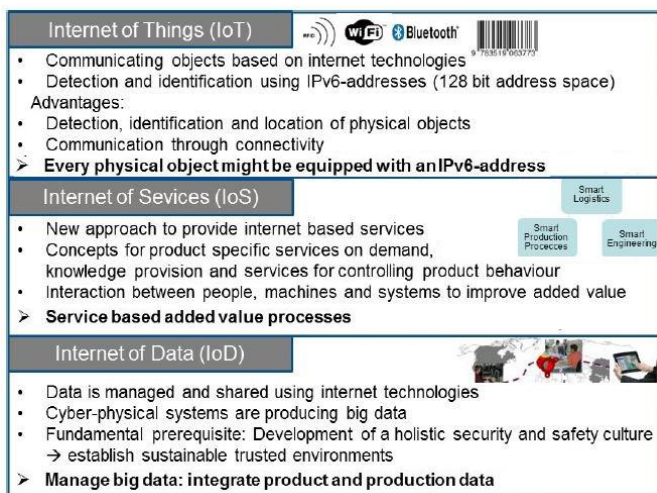 Internet of Things (IoT)
RFID
WiFi
Bluetooth
9 783519 063773
• Communicating objects based on internet technologies
• Detection and identification using IPv6-addresses (128 bit address space)
Advantages:
• Detection, identification and location of physical objects
• Communication through connectivity
➤ Every physical object might be equipped with an IPv6-address
Internet of Sevices (IoS)
Smart
Logistics
Smart
Production
Procecces
Smart
Engineering
• New approach to provide internet based services
• Concepts for product specific services on demand,
knowledge provision and services for controlling product behaviour
• Interaction between people, machines and systems to improve added value
➤ Service based added value processes
Internet of Data (IoD)
• Data is managed and shared using internet technologies
• Cyber-physical systems are producing big data
• Fundamental prerequisite: Development of a holistic security and safety culture
→ establish sustainable trusted environments
➤ Manage big data: integrate product and production data